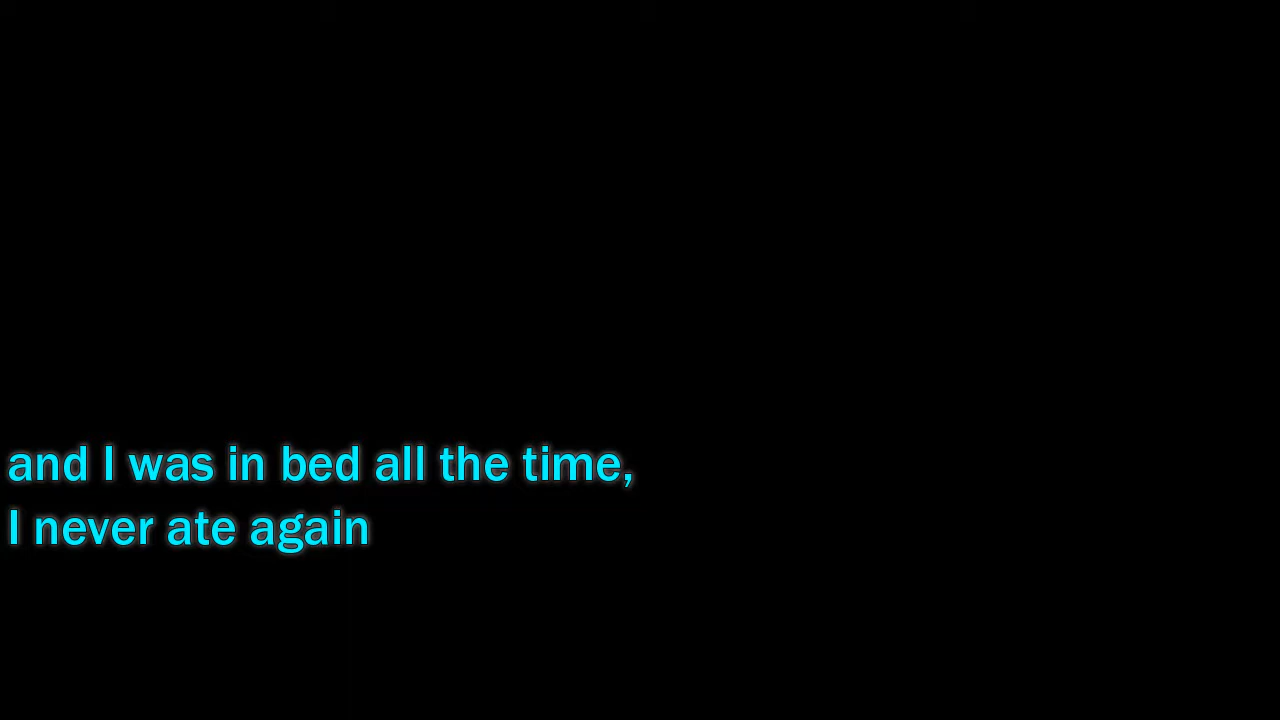 and I was in bed all the time,
I never ate again